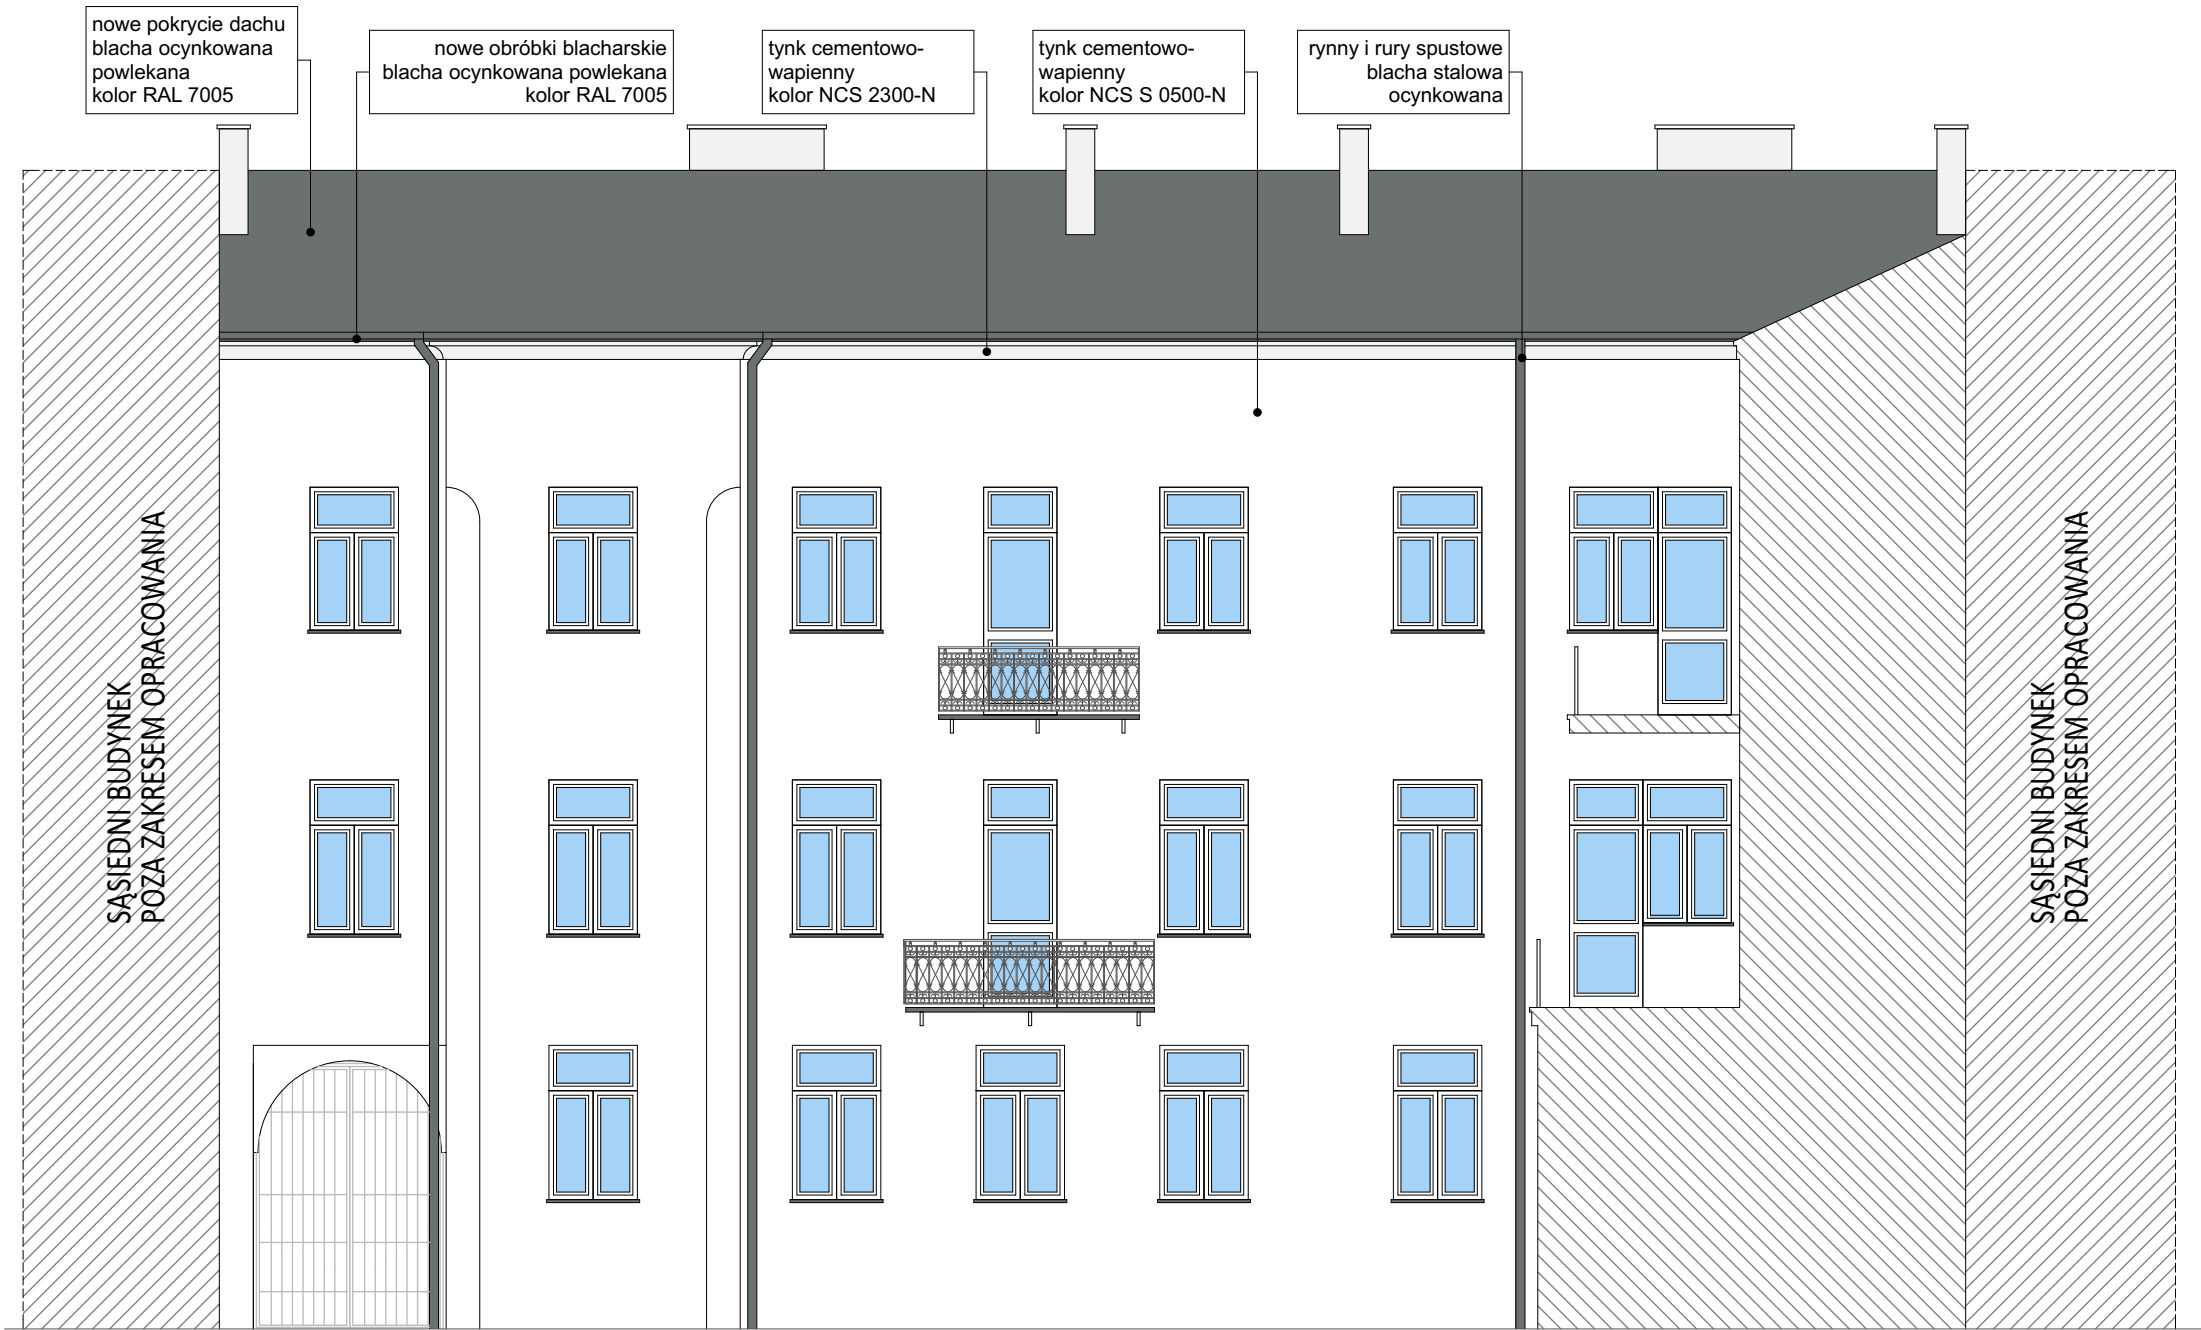 nowe pokrycie dachu
blacha ocynkowana
powlekana
kolor RAL 7005
nowe obróbki blacharskie
blacha ocynkowana powlekana
kolor RAL 7005
tynk cementowo-
wapienny
kolor NCS 2300-N
tynk cementowo-
wapienny
kolor NCS S 0500-N
rynny i rury spustowe
blacha stalowa
ocynkowana
SĄSIEDNI BUDYNEK
POZA ZAKRESEM OPRACOWANIA
SĄSIEDNI BUDYNEK
POZA ZAKRESEM OPRACOWANIA